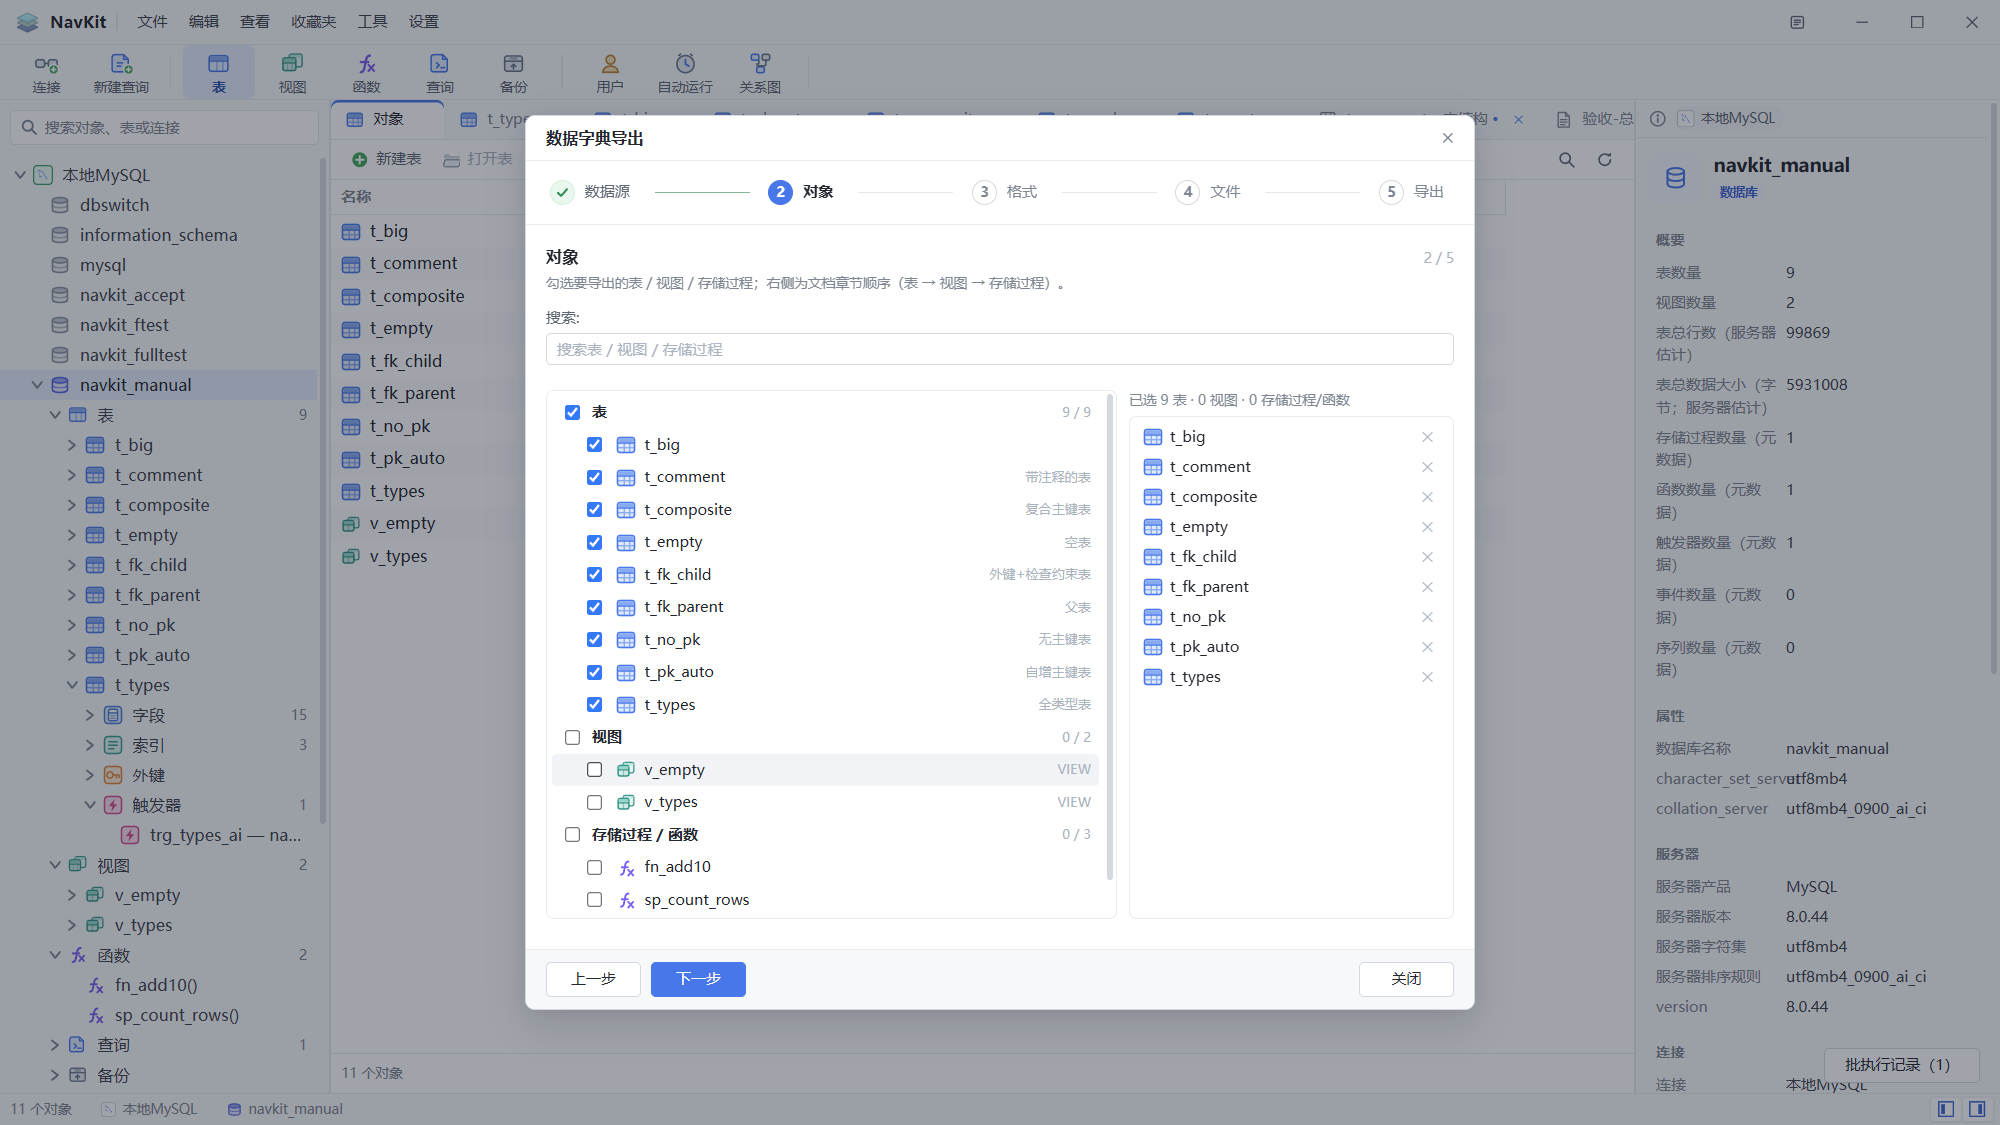 NavKit 文件 编辑 查看 收藏夹 工具 设置
连接 新建查询 表 视图 函数 查询 备份 用户 自动运行 关系图
搜索对象、表或连接
本地MySQL
dbswitch
information_schema
mysql
navkit_accept
navkit_ftest
navkit_fulltest
navkit_manual
表 9
t_big
t_comment
t_composite
t_empty
t_fk_child
t_fk_parent
t_no_pk
t_pk_auto
t_types
字段 15
索引 3
外键
触发器 1
trg_types_ai — na...
视图 2
v_empty
v_types
函数 2
fn_add10()
sp_count_rows()
查询 1
备份
对象
新建表 打开表
名称
t_big
t_comment
t_composite
t_empty
t_fk_child
t_fk_parent
t_no_pk
t_pk_auto
t_types
v_empty
v_types
11 个对象
数据字典导出
数据源 2 对象 3 格式 4 文件 5 导出
对象 2 / 5
勾选要导出的表 / 视图 / 存储过程；右侧为文档章节顺序（表 → 视图 → 存储过程）。
搜索:
搜索表 / 视图 / 存储过程
表 9 / 9
t_big
t_comment 带注释的表
t_composite 复合主键表
t_empty 空表
t_fk_child 外键+检查约束表
t_fk_parent 父表
t_no_pk 无主键表
t_pk_auto 自增主键表
t_types 全类型表
视图 0 / 2
v_empty VIEW
v_types VIEW
存储过程 / 函数 0 / 3
fn_add10
sp_count_rows
已选 9 表 · 0 视图 · 0 存储过程/函数
t_big
t_comment
t_composite
t_empty
t_fk_child
t_fk_parent
t_no_pk
t_pk_auto
t_types
上一步 下一步 关闭
验收-总
本地MySQL
navkit_manual
数据库
概要
表数量 9
视图数量 2
表总行数（服务器 99869
估计）
表总数据大小（字 5931008
节；服务器估计）
存储过程数量（元 1
数据）
函数数量（元数 1
据）
触发器数量（元数 1
据）
事件数量（元数 0
据）
序列数量（元数 0
据）
属性
数据库名称 navkit_manual
character_set_serv utf8mb4
collation_server utf8mb4_0900_ai_ci
服务器
服务器产品 MySQL
服务器版本 8.0.44
服务器字符集 utf8mb4
服务器排序规则 utf8mb4_0900_ai_ci
version 8.0.44
连接
批执行记录（1）
连接 本地MySQL
11 个对象 本地MySQL navkit_manual